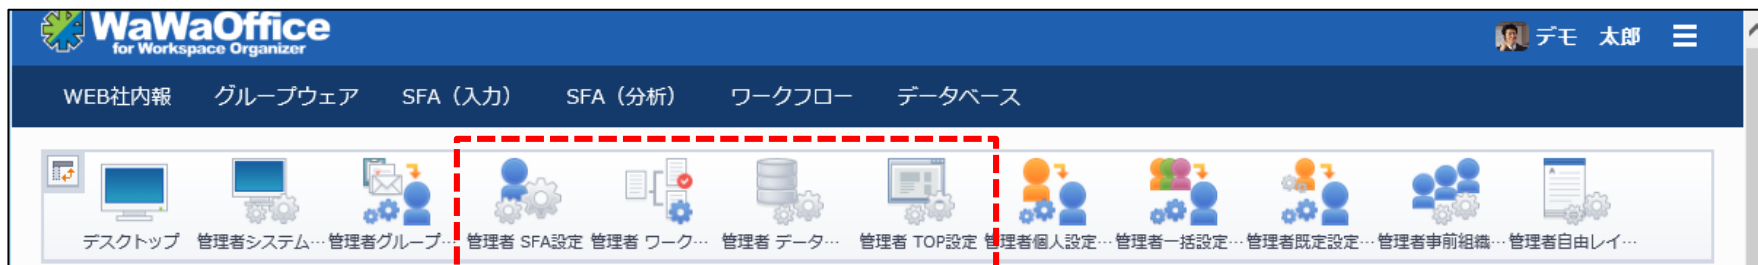 WaWaOffice
for Workspace Organizer
デモ 太郎
WEB社内報 グループウェア SFA（入力） SFA（分析） ワークフロー データベース
デスクトップ 管理者システム… 管理者グループ… 管理者 SFA設定 管理者 ワーク… 管理者 データ… 管理者 TOP設定 管理者個人設定… 管理者一括設定… 管理者既定設定… 管理者事前組織… 管理者自由レイ…